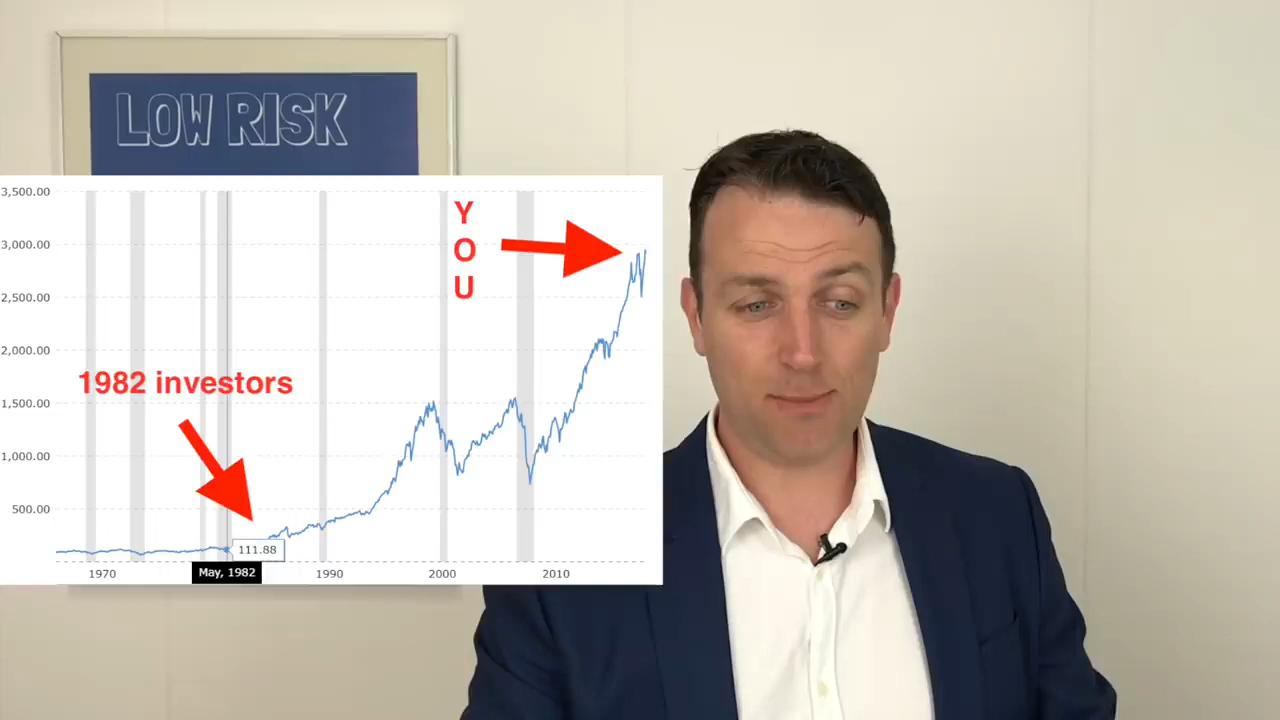 LOW RISK
3,500.00
3,000.00
2,500.00
2,000.00
1,500.00
1,000.00
500.00
Y
O
U
1982 investors
111.88
May, 1982
1970
1990
2000
2010